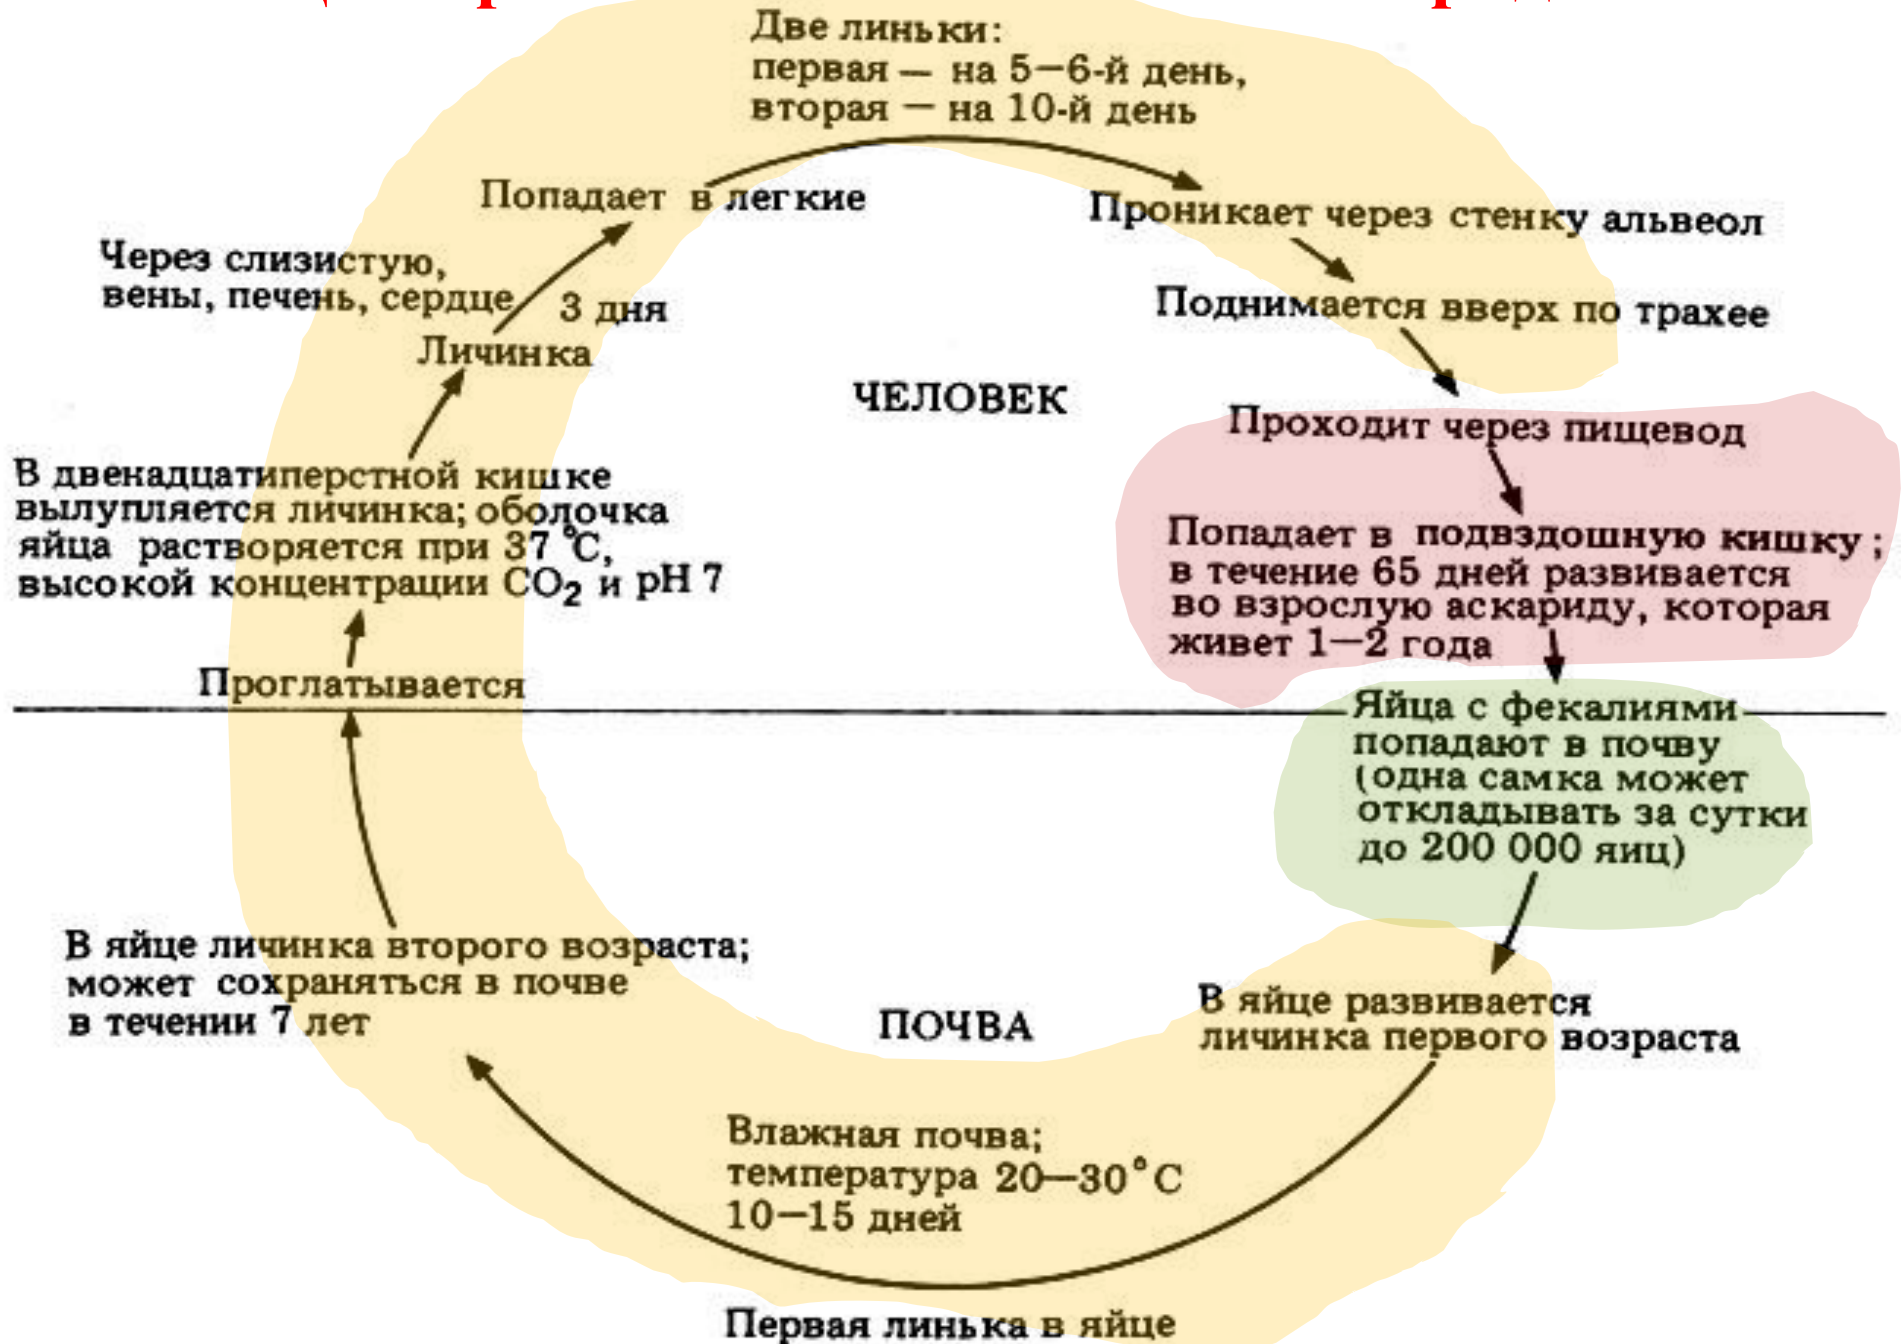 Две линьки:
первая — на 5—6-й день,
вторая — на 10-й день
Попадает в легкие
Проникает через стенку альвеол
Через слизистую,
вены, печень, сердце
3 дня
Поднимается вверх по трахее
Личинка
ЧЕЛОВЕК
Проходит через пищевод
В двенадцатиперстной кишке
вылупляется личинка; оболочка
яйца растворяется при 37 °С,
высокой концентрации CO₂ и pH 7
Попадает в подвздошную кишку;
в течение 65 дней развивается
во взрослую аскариду, которая
живет 1—2 года
Проглатывается
Яйца с фекалиями
попадают в почву
(одна самка может
откладывать за сутки
до 200 000 яиц)
В яйце личинка второго возраста;
может сохраняться в почве
в течении 7 лет
ПОЧВА
В яйце развивается
личинка первого возраста
Влажная почва;
температура 20—30°С
10—15 дней
Первая линька в яйце